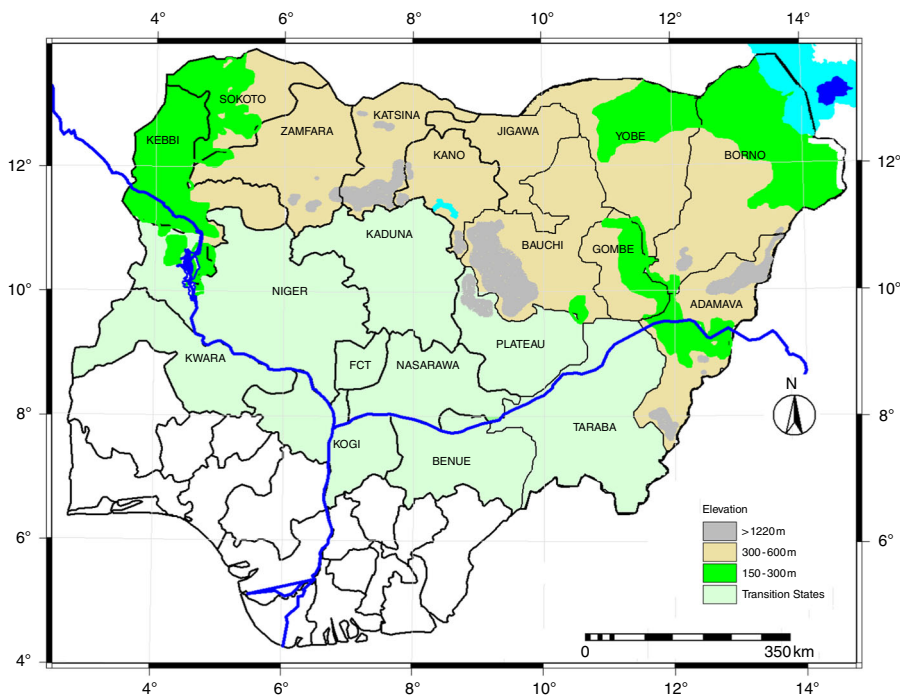 4° 6° 8° 10° 12° 14°
SOKOTO
KATSINA
ZAMFARA
JIGAWA
YOBE
KEBBI
KANO
BORNO
12° 12°
KADUNA
BAUCHI
GOMBE
NIGER
10° 10°
ADAMAVA
PLATEAU
KWARA
FCT NASARAWA
N
8° 8°
TARABA
KOGI
BENUE
Elevation
>1220m
6° 6°
300-600m
150-300m
Transition States
0 350km
4°
4° 6° 8° 10° 12° 14°